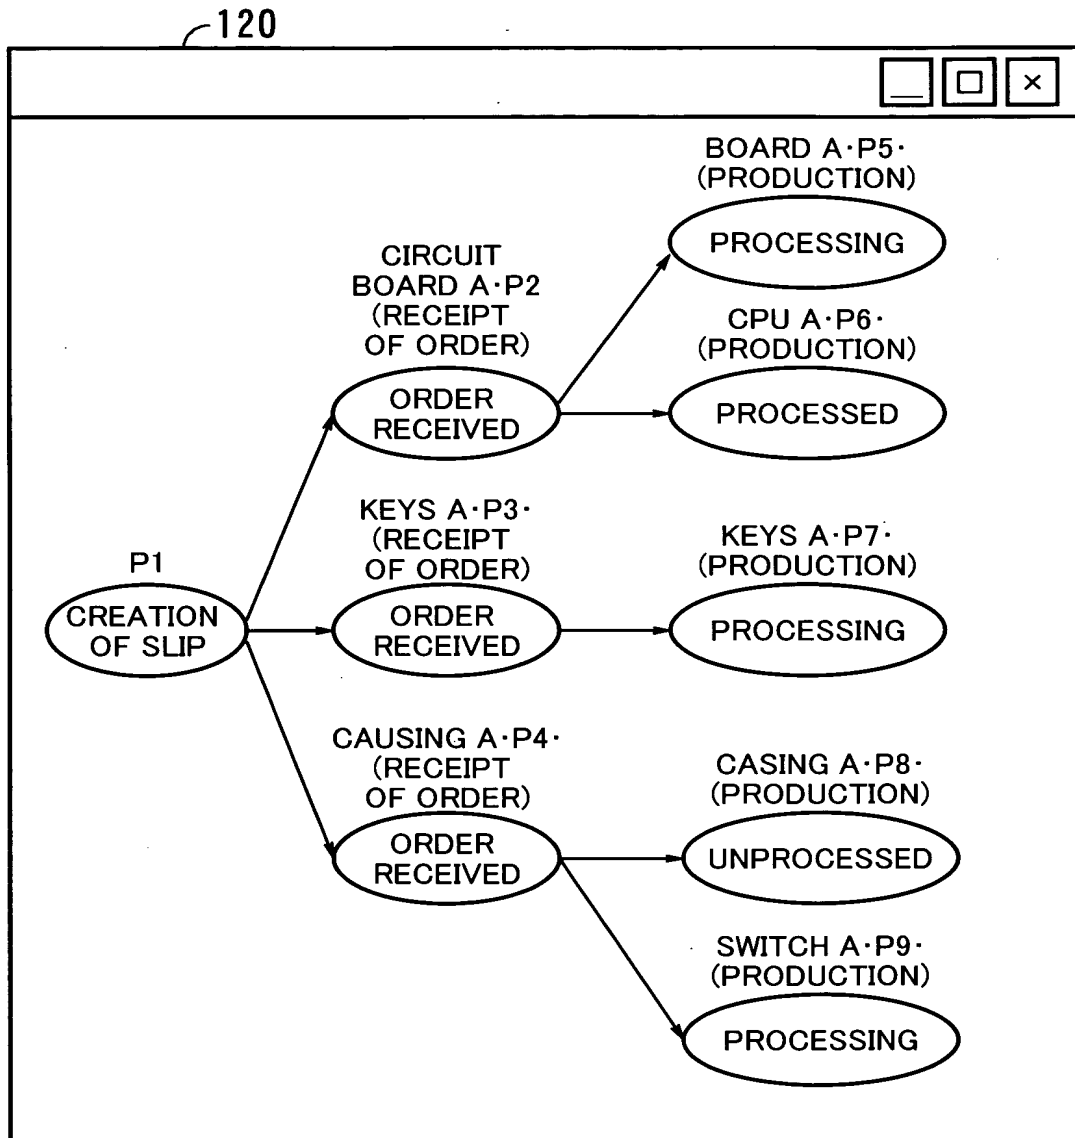 120
BOARD A·P5·
(PRODUCTION)
PROCESSING
CIRCUIT
BOARD A·P2
(RECEIPT
OF ORDER)
ORDER
RECEIVED
CPU A·P6·
(PRODUCTION)
PROCESSED
KEYS A·P3·
(RECEIPT
OF ORDER)
ORDER
RECEIVED
KEYS A·P7·
(PRODUCTION)
PROCESSING
P1
CREATION
OF SLIP
CAUSING A·P4·
(RECEIPT
OF ORDER)
ORDER
RECEIVED
CASING A·P8·
(PRODUCTION)
UNPROCESSED
SWITCH A·P9·
(PRODUCTION)
PROCESSING